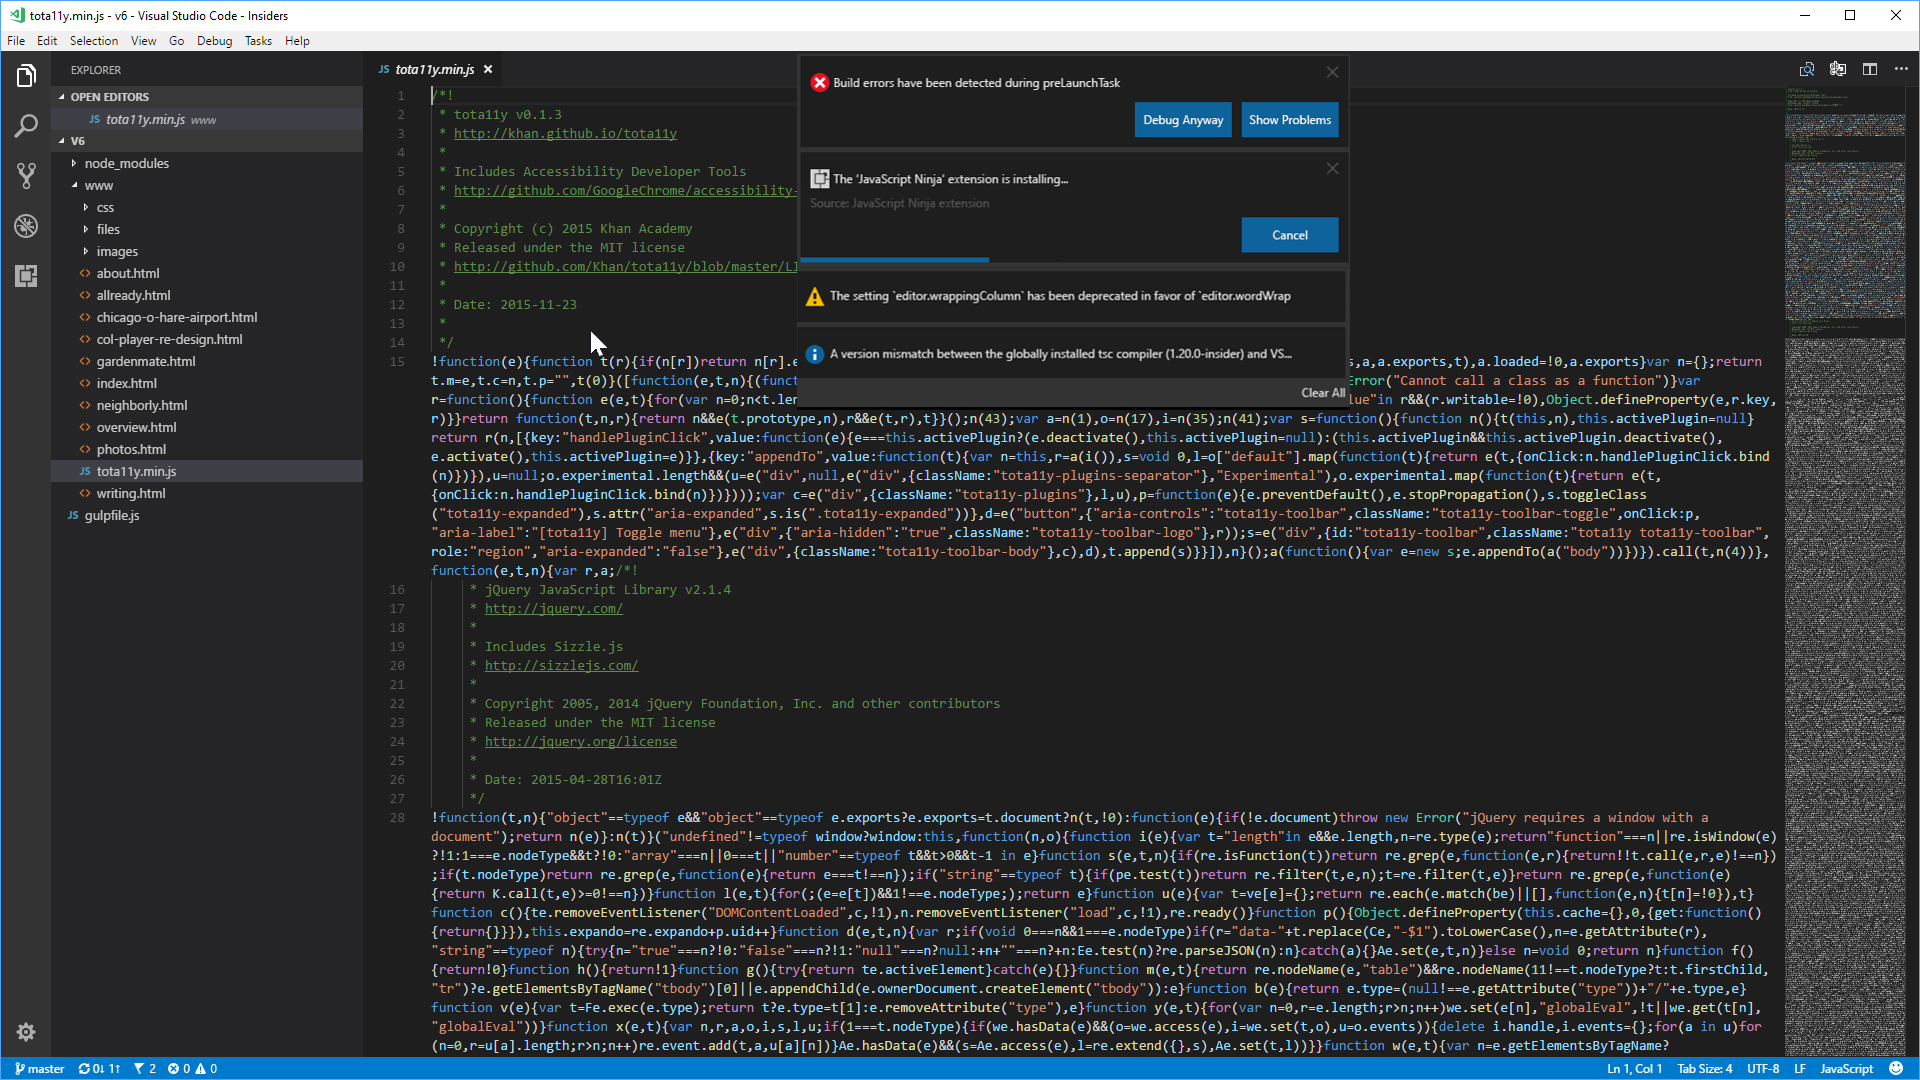 tota11y.min.js - v6 - Visual Studio Code - Insiders
File Edit Selection View Go Debug Tasks Help
EXPLORER
OPEN EDITORS
JS tota11y.min.js www
V6
node_modules
www
css
files
images
<> about.html
<> allready.html
<> chicago-o-hare-airport.html
<> col-player-re-design.html
<> gardenmate.html
<> index.html
<> neighborly.html
<> overview.html
<> photos.html
JS tota11y.min.js
<> writing.html
JS gulpfile.js
JS tota11y.min.js
1 /*!
2 * tota11y v0.1.3
3 * http://khan.github.io/tota11y
4 *
5 * Includes Accessibility Developer Tools
6 * http://github.com/GoogleChrome/accessibility-
7 *
8 * Copyright (c) 2015 Khan Academy
9 * Released under the MIT license
10 * http://github.com/Khan/tota11y/blob/master/LI
11 *
12 * Date: 2015-11-23
13 *
14 */
Build errors have been detected during preLaunchTask
Debug Anyway Show Problems
The 'JavaScript Ninja' extension is installing...
Source: JavaScript Ninja extension
Cancel
The setting `editor.wrappingColumn` has been deprecated in favor of `editor.wordWrap
A version mismatch between the globally installed tsc compiler (1.20.0-insider) and VS...
Clear All
15 !function(e){function t(r){if(n[r])return n[r].e s,a,a.exports,t),a.loaded=!0,a.exports}var n={};return
t.m=e,t.c=n,t.p="",t(0)}([function(e,t,n){(func Error("Cannot call a class as a function")}var
r=function(){function e(e,t){for(var n=0;n<t.len lue"in r&&(r.writable=!0),Object.defineProperty(e,r.key,
r)}}return function(t,n,r){return n&&e(t.prototype,n),r&&e(t,r),t}}();n(43);var a=n(1),o=n(17),i=n(35);n(41);var s=function(){function n(){t(this,n),this.activePlugin=null}
return r(n,[{key:"handlePluginClick",value:function(e){e===this.activePlugin?(e.deactivate(),this.activePlugin=null):(this.activePlugin&&this.activePlugin.deactivate(),
e.activate(),this.activePlugin=e)}},{key:"appendTo",value:function(t){var n=this,r=a(i()),s=void 0,l=o["default"].map(function(t){return e(t,{onClick:n.handlePluginClick.bind
(n)})}),u=null;o.experimental.length&&(u=e("div",null,e("div",{className:"tota11y-plugins-separator"},"Experimental"),o.experimental.map(function(t){return e(t,
{onClick:n.handlePluginClick.bind(n)})})));var c=e("div",{className:"tota11y-plugins"},l,u),p=function(e){e.preventDefault(),e.stopPropagation(),s.toggleClass
("tota11y-expanded"),s.attr("aria-expanded",s.is(".tota11y-expanded"))},d=e("button",{"aria-controls":"tota11y-toolbar",className:"tota11y-toolbar-toggle",onClick:p,
"aria-label":"[tota11y] Toggle menu"},e("div",{"aria-hidden":"true",className:"tota11y-toolbar-logo"},r));s=e("div",{id:"tota11y-toolbar",className:"tota11y tota11y-toolbar",
role:"region","aria-expanded":"false"},e("div",{className:"tota11y-toolbar-body"},c),d),t.append(s)}}]),n}();a(function(){var e=new s;e.appendTo(a("body"))})}).call(t,n(4))},
function(e,t,n){var r,a;/*!
16 * jQuery JavaScript Library v2.1.4
17 * http://jquery.com/
18 *
19 * Includes Sizzle.js
20 * http://sizzlejs.com/
21 *
22 * Copyright 2005, 2014 jQuery Foundation, Inc. and other contributors
23 * Released under the MIT license
24 * http://jquery.org/license
25 *
26 * Date: 2015-04-28T16:01Z
27 */
28 !function(t,n){"object"==typeof e&&"object"==typeof e.exports?e.exports=t.document?n(t,!0):function(e){if(!e.document)throw new Error("jQuery requires a window with a
document");return n(e)}:n(t)}("undefined"!=typeof window?window:this,function(n,o){function i(e){var t="length"in e&&e.length,n=re.type(e);return"function"===n||re.isWindow(e)
?!1:1===e.nodeType&&t?!0:"array"===n||0===t||"number"==typeof t&&t>0&&t-1 in e}function s(e,t,n){if(re.isFunction(t))return re.grep(e,function(e,r){return!!t.call(e,r,e)!==n})
;if(t.nodeType)return re.grep(e,function(e){return e===t!==n});if("string"==typeof t){if(pe.test(t))return re.filter(t,e,n);t=re.filter(t,e)}return re.grep(e,function(e)
{return K.call(t,e)>=0!==n})}function l(e,t){for(;(e=e[t])&&1!==e.nodeType;);return e}function u(e){var t=ve[e]={};return re.each(e.match(be)||[],function(e,n){t[n]=!0}),t}
function c(){te.removeEventListener("DOMContentLoaded",c,!1),n.removeEventListener("load",c,!1),re.ready()}function p(){Object.defineProperty(this.cache={},0,{get:function()
{return{}}}),this.expando=re.expando+p.uid++}function d(e,t,n){var r;if(void 0===n&&1===e.nodeType)if(r="data-"+t.replace(Ce,"-$1").toLowerCase(),n=e.getAttribute(r),
"string"==typeof n){try{n="true"===n?!0:"false"===n?!1:"null"===n?null:+n+""===n?+n:Ee.test(n)?re.parseJSON(n):n}catch(a){}Ae.set(e,t,n)}else n=void 0;return n}function f()
{return!0}function h(){return!1}function g(){try{return te.activeElement}catch(e){}}function m(e,t){return re.nodeName(e,"table")&&re.nodeName(11!==t.nodeType?t:t.firstChild,
"tr")?e.getElementsByTagName("tbody")[0]||e.appendChild(e.ownerDocument.createElement("tbody")):e}function b(e){return e.type=(null!==e.getAttribute("type"))+"/"+e.type,e}
function v(e){var t=Fe.exec(e.type);return t?e.type=t[1]:e.removeAttribute("type"),e}function y(e,t){for(var n=0,r=e.length;r>n;n++)we.set(e[n],"globalEval",!t||we.get(t[n],
"globalEval"))}function x(e,t){var n,r,a,o,i,s,l,u;if(1===t.nodeType){if(we.hasData(e)&&(o=we.access(e),i=we.set(t,o),u=o.events)){delete i.handle,i.events={};for(a in u)for
(n=0,r=u[a].length;r>n;n++)re.event.add(t,a,u[a][n])}Ae.hasData(e)&&(s=Ae.access(e),l=re.extend({},s),Ae.set(t,l))}}function w(e,t){var n=e.getElementsByTagName?
master 0↓ 1↑ 2 0 0 Ln 1, Col 1 Tab Size: 4 UTF-8 LF JavaScript